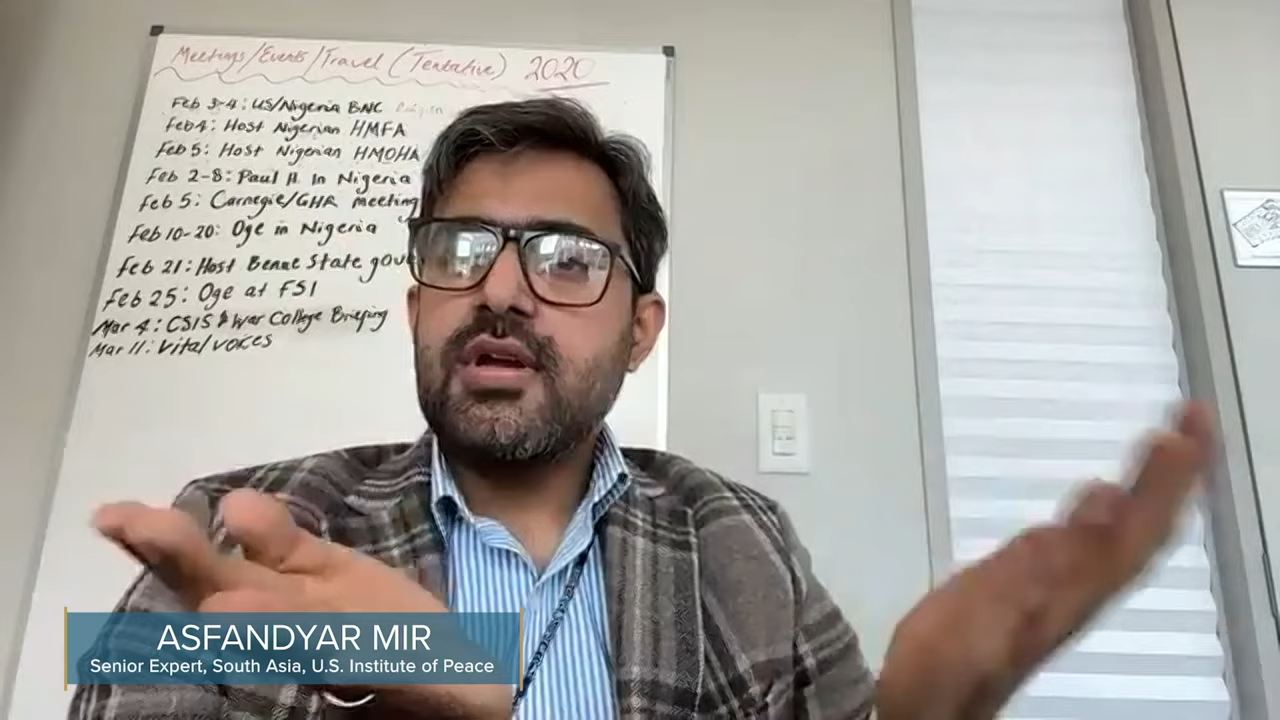 Meetings/Events/Travel (Tentative) 2020
Feb 3-4: US/Nigeria BNC
Feb 4: Host Nigerian HMFA
Feb 5: Host Nigerian HMOHA
Feb 2-8: Paul H. In Nigeria
Feb 5: Carnegie/GHR meeting
Feb 10-20: Oge in Nigeria
Feb 21: Host Benue State gove
Feb 25: Oge at FSI
Mar 4: CSIS War College Briefing
Mar 11: Vital voices
ASFANDYAR MIR
Senior Expert, South Asia, U.S. Institute of Peace